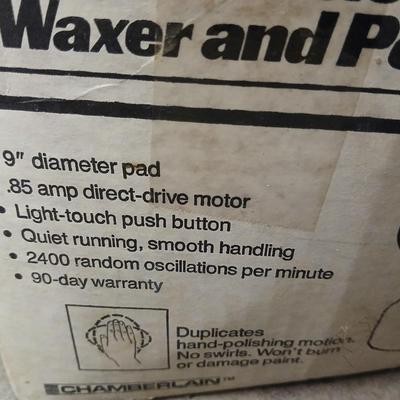 Waxer and
9" diameter pad
.85 amp direct-drive motor
• Light-touch push button
• Quiet running, smooth handling
• 2400 random oscillations per minute
• 90-day warranty
Duplicates
hand-polishing motion.
No swirls. Won't burn
or damage paint.
CHAMBERLAIN™